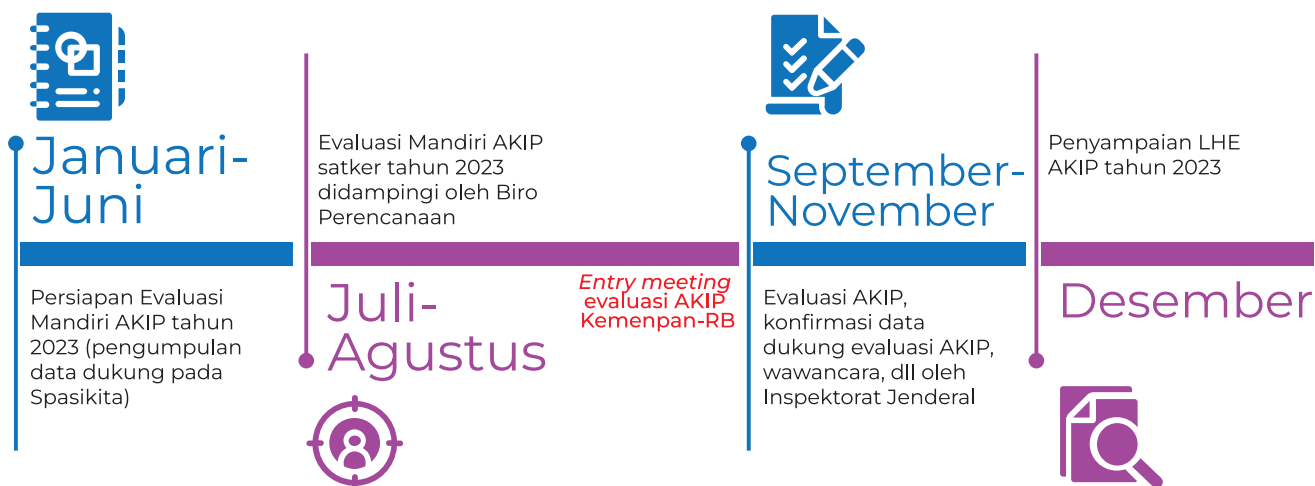 Januari-
Juni
Persiapan Evaluasi
Mandiri AKIP tahun
2023 (pengumpulan
data dukung pada
Spasikita)
Evaluasi Mandiri AKIP
satker tahun 2023
didampingi oleh Biro
Perencanaan
Juli-
Agustus
Entry meeting
evaluasi AKIP
Kemenpan-RB
September-
November
Evaluasi AKIP,
konfirmasi data
dukung evaluasi AKIP,
wawancara, dll oleh
Inspektorat Jenderal
Penyampaian LHE
AKIP tahun 2023
Desember